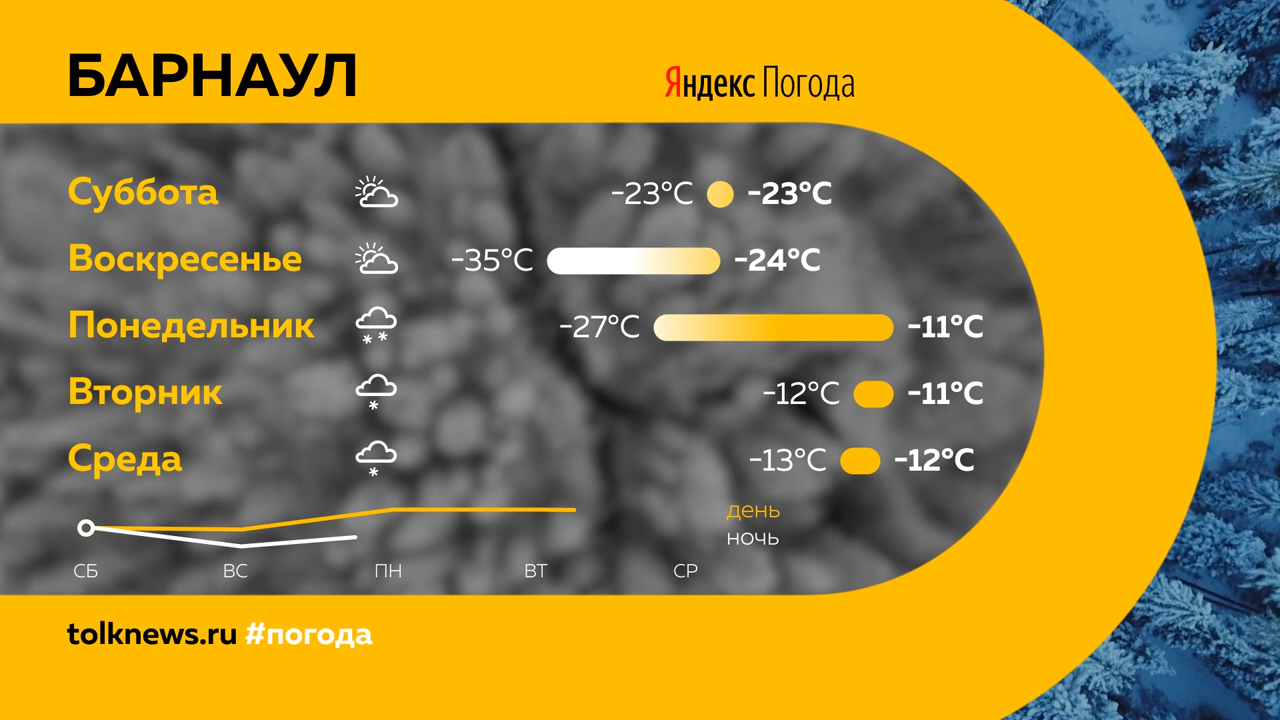 БАРНАУЛ
Яндекс Погода
Суббота -23°C -23°C
Воскресенье -35°C -24°C
Понедельник -27°C -11°C
Вторник -12°C -11°C
Среда -13°C -12°C
день
ночь
СБ ВС ПН ВТ СР
tolknews.ru #погода